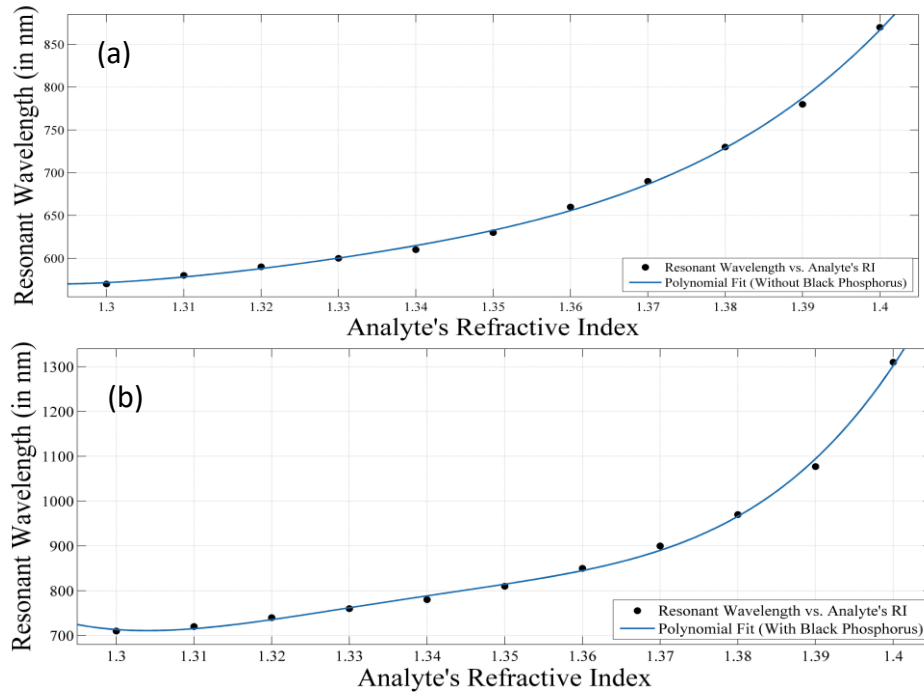 (a)
Resonant Wavelength (in nm)
850
800
750
700
650
600
Resonant Wavelength vs. Analyte's RI
Polynomial Fit (Without Black Phosphorus)
1.3 1.31 1.32 1.33 1.34 1.35 1.36 1.37 1.38 1.39 1.4
Analyte's Refractive Index
(b)
Resonant Wavelength (in nm)
1300
1200
1100
1000
900
800
700
Resonant Wavelength vs. Analyte's RI
Polynomial Fit (With Black Phosphorus)
1.3 1.31 1.32 1.33 1.34 1.35 1.36 1.37 1.38 1.39 1.4
Analyte's Refractive Index